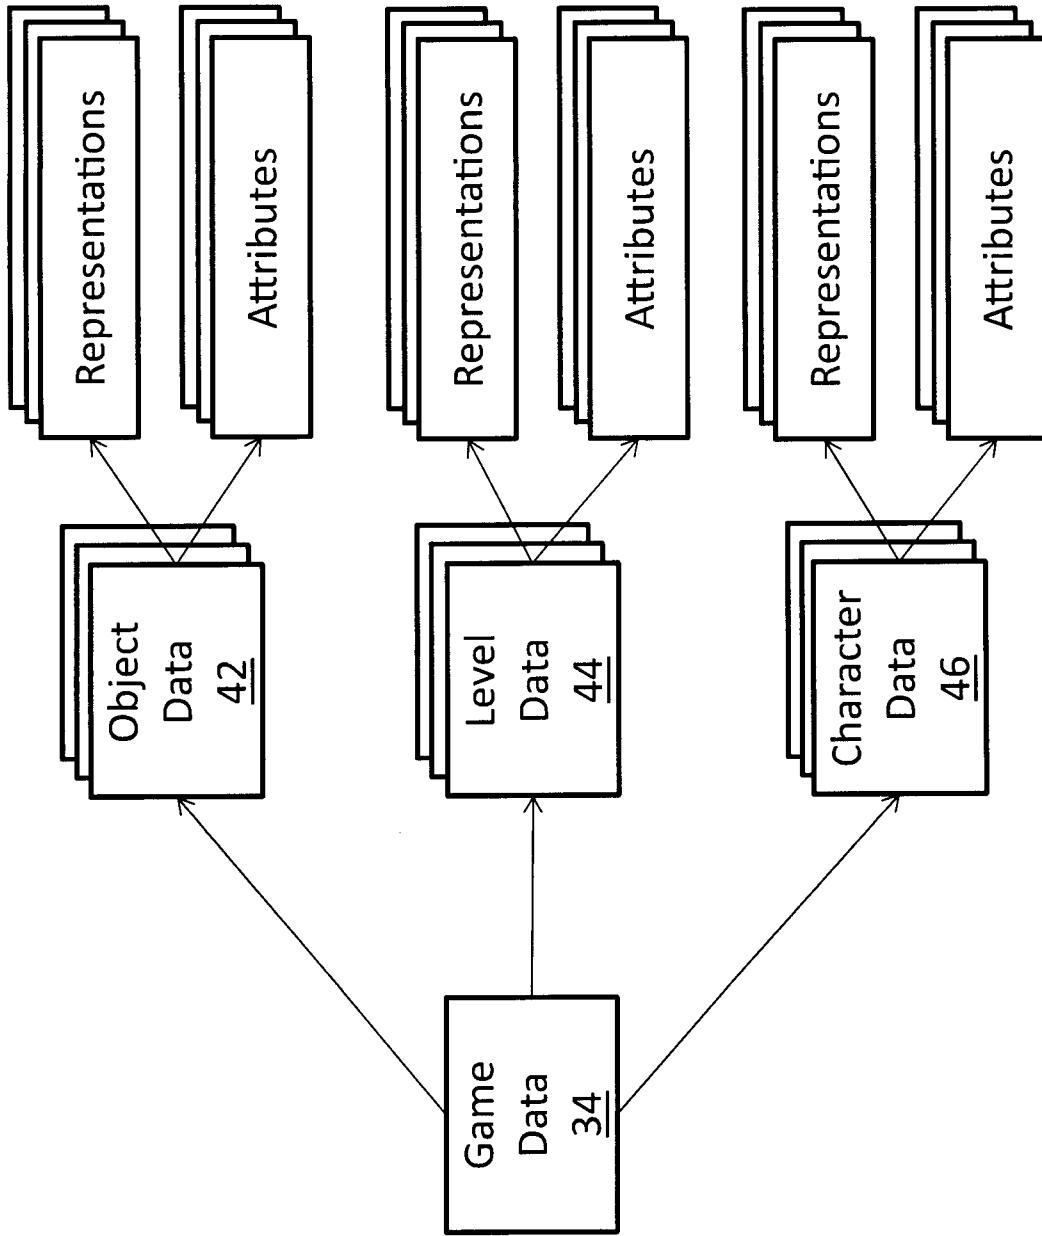 Game
Data
34
Object
Data
42
Level
Data
44
Character
Data
46
Representations
Attributes
Representations
Attributes
Representations
Attributes